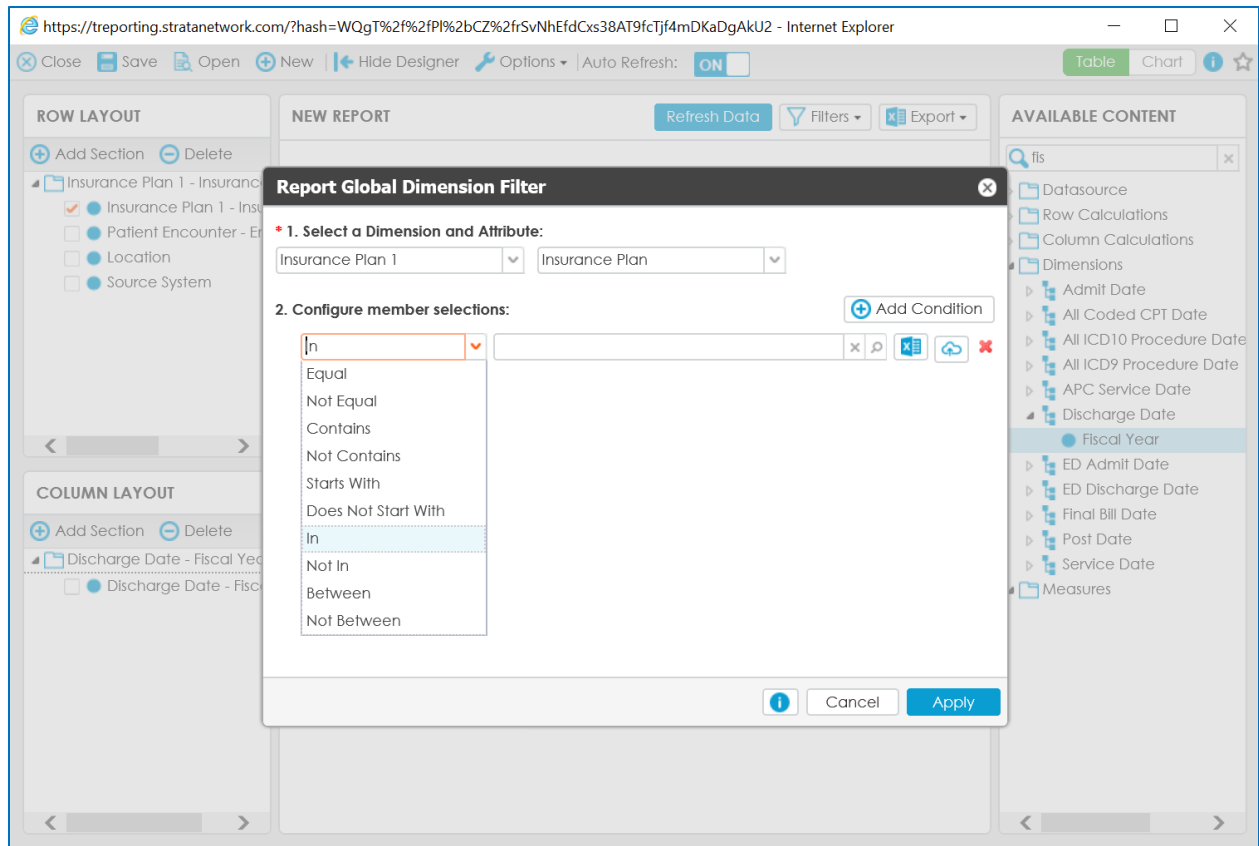 https://treporting.stratanetwork.com/?hash=WQgT%2f%2fPl%2bCZ%2frSvNhEfdCxs38AT9fcTjf4mDKaDgAkU2 - Internet Explorer
Close Save Open New Hide Designer Options Auto Refresh: ON Table Chart
ROW LAYOUT
Add Section Delete
Insurance Plan 1 - Insuranc
Insurance Plan 1 - Insu
Patient Encounter - En
Location
Source System
COLUMN LAYOUT
Add Section Delete
Discharge Date - Fiscal Yea
Discharge Date - Fisc
NEW REPORT Refresh Data Filters Export
Report Global Dimension Filter
* 1. Select a Dimension and Attribute:
Insurance Plan 1 Insurance Plan
2. Configure member selections: Add Condition
In
Equal
Not Equal
Contains
Not Contains
Starts With
Does Not Start With
In
Not In
Between
Not Between
Cancel Apply
AVAILABLE CONTENT
fis
Datasource
Row Calculations
Column Calculations
Dimensions
Admit Date
All Coded CPT Date
All ICD10 Procedure Date
All ICD9 Procedure Date
APC Service Date
Discharge Date
Fiscal Year
ED Admit Date
ED Discharge Date
Final Bill Date
Post Date
Service Date
Measures